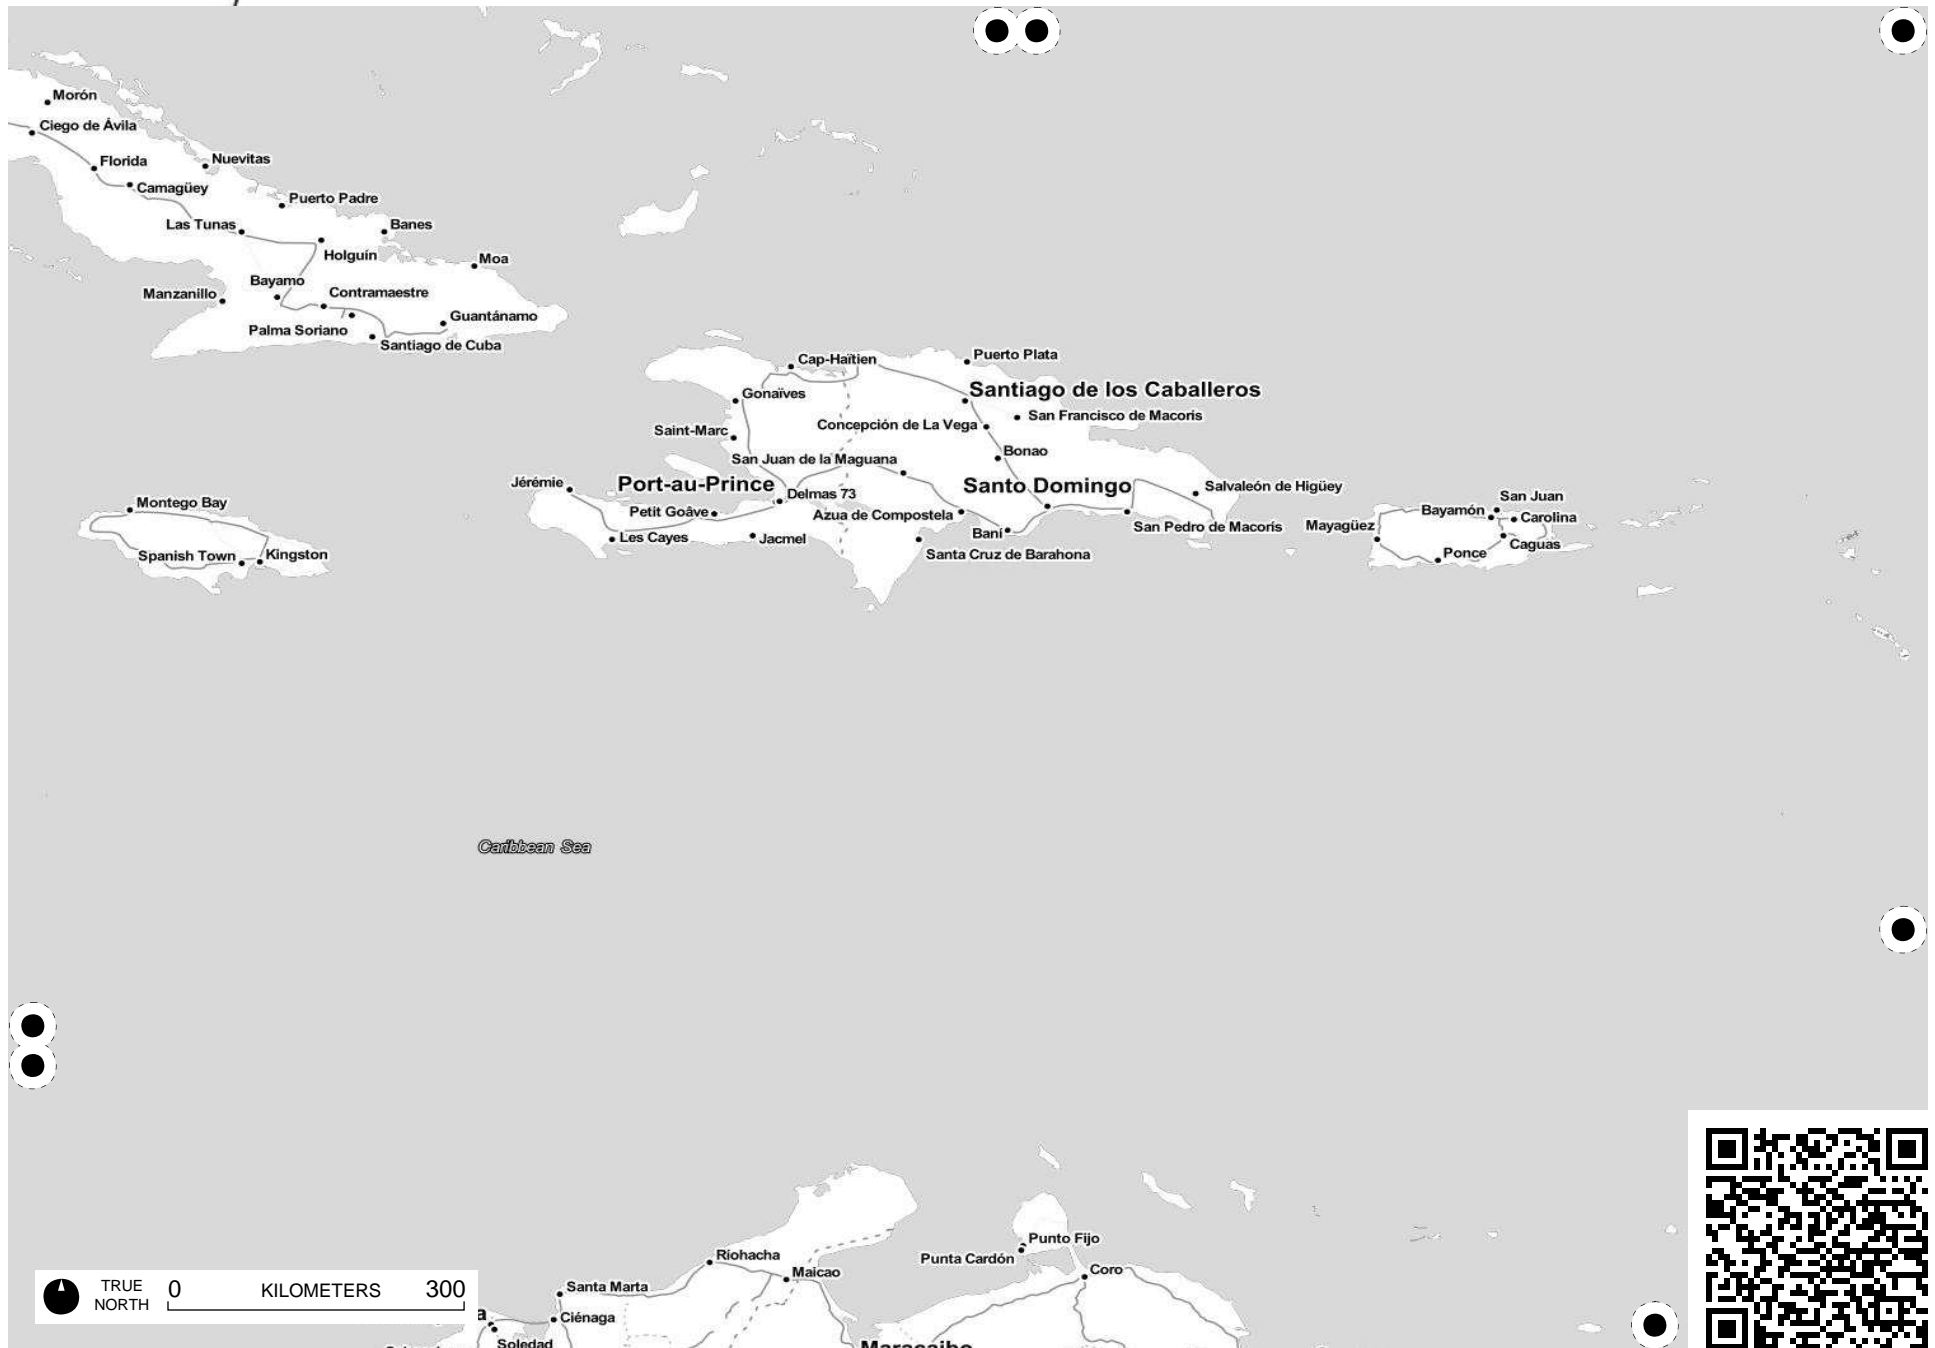 Morón
Ciego de Ávila
Florida
Nuevitas
Camagüey
Puerto Padre
Las Tunas
Banes
Holguín
Moa
Bayamo
Manzanillo
Contramaestre
Guantánamo
Palma Soriano
Santiago de Cuba
Cap-Haïtien
Puerto Plata
Gonaïves
Santiago de los Caballeros
San Francisco de Macorís
Concepción de La Vega
Saint-Marc
Bonao
San Juan de la Maguana
Jérémie
Port-au-Prince
Delmas 73
Santo Domingo
Salvaleón de Higüey
Petit Goâve
Azua de Compostela
San Juan
Bayamón
Carolina
Montego Bay
Mayagüez
San Pedro de Macorís
Baní
Les Cayes
Jacmel
Caguas
Ponce
Santa Cruz de Barahona
Spanish Town
Kingston
Caribbean Sea
Punto Fijo
Punta Cardón
Ríohacha
Maicao
Coro
Santa Marta
Ciénaga
TRUE NORTH
0 KILOMETERS 300
a
Soledad
Maracaibo